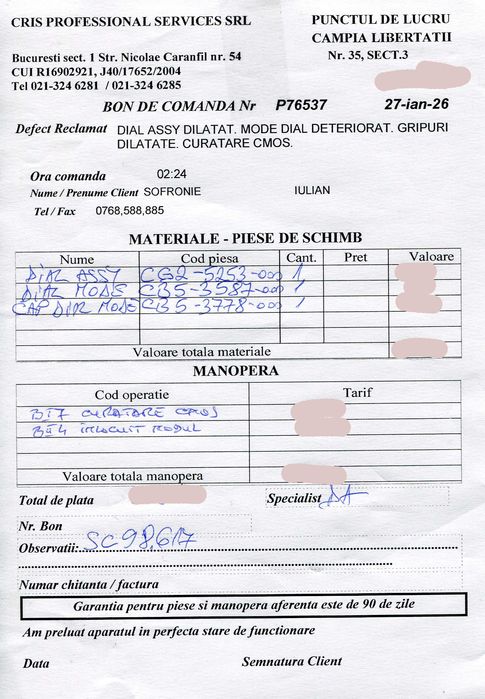 CRIS PROFESSIONAL SERVICES SRL
PUNCTUL DE LUCRU
CAMPIA LIBERTATII
Nr. 35, SECT.3
Bucuresti sect. 1 Str. Nicolae Caranfil nr. 54
CUI R16902921, J40/17652/2004
Tel 021-324 6281 / 021-324 6285
BON DE COMANDA Nr P76537 27-ian-26
Defect Reclamat DIAL ASSY DILATAT. MODE DIAL DETERIORAT. GRIPURI
DILATATE. CURATARE CMOS.
Ora comanda 02:24
Nume / Prenume Client SOFRONIE IULIAN
Tel / Fax 0768,588,885
MATERIALE - PIESE DE SCHIMB
Nume Cod piesa Cant. Pret Valoare
DIAL ASSY CG2-5253-000 1
DIAL MODE CB5-3587-000 1
CAP DIAL MODE CB5-3778-000 1
Valoare totala materiale
MANOPERA
Cod operatie Tarif
BII7 CURATARE CMOS
BII4 INLOCUIT MODUL
Valoare totala manopera
Total de plata Specialist DA
Nr. Bon
Observatii: SC98.617
Numar chitanta / factura
Garantia pentru piese si manopera aferenta este de 90 de zile
Am preluat aparatul in perfecta stare de functionare
Data Semnatura Client